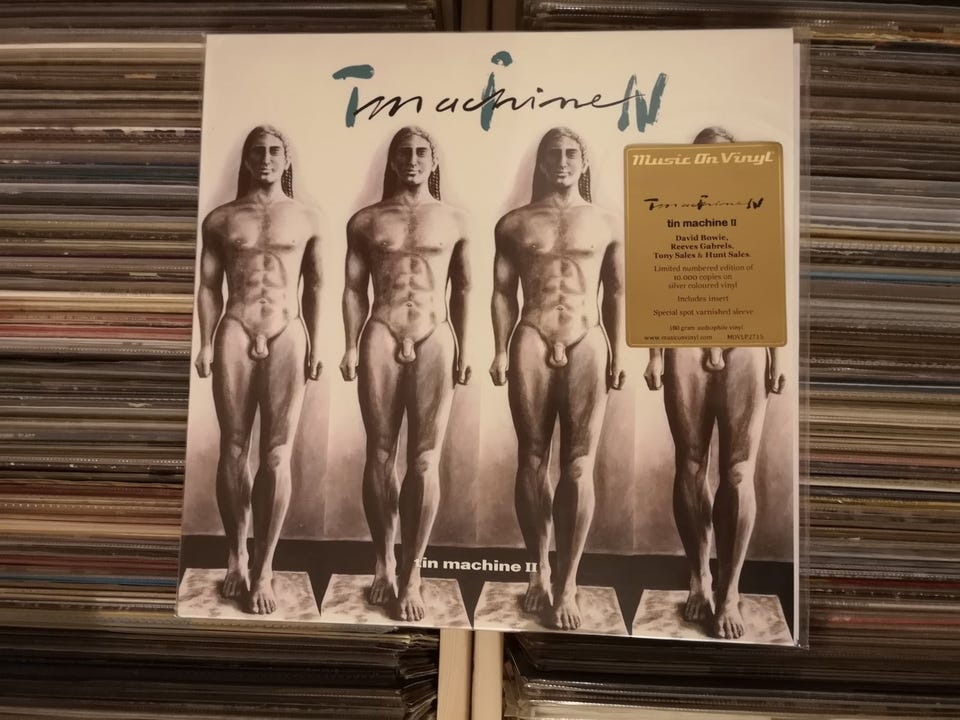 Tin machine II
Music On Vinyl
Tin machine II
tin machine II
David Bowie,
Reeves Gabrels,
Tony Sales & Hunt Sales.
Limited numbered edition of
10.000 copies on
silver coloured vinyl
Includes insert
Special spot varnished sleeve
180 gram audiophile vinyl
www.musiconvinyl.com MOVLP2715
tin machine II